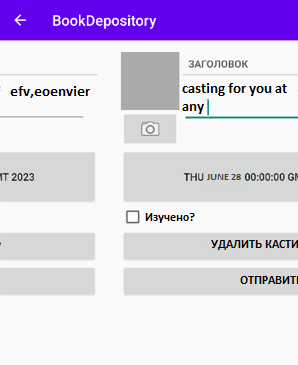 BookDepository
ЗАГОЛОВОК
efv,eoenvier
casting for you at
any
MT 2023
THU JUNE 28 00:00:00 GM
Изучено?
УДАЛИТЬ КАСТИ
ОТПРАВИТЬ